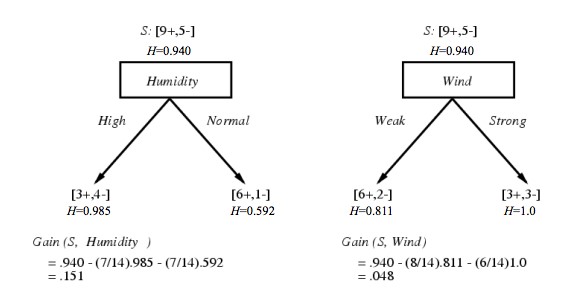 S: [9+,5-]
H=0.940
Humidity
High
Normal
[3+,4-]
H=0.985
[6+,1-]
H=0.592
Gain (S, Humidity )
= .940 - (7/14).985 - (7/14).592
= .151
S: [9+,5-]
H=0.940
Wind
Weak
Strong
[6+,2-]
H=0.811
[3+,3-]
H=1.0
Gain (S, Wind)
= .940 - (8/14).811 - (6/14)1.0
= .048